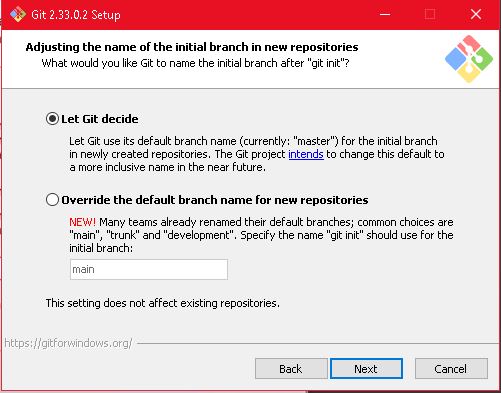 Git 2.33.0.2 Setup
Adjusting the name of the initial branch in new repositories
What would you like Git to name the initial branch after "git init"?
Let Git decide
Let Git use its default branch name (currently: "master") for the initial branch
in newly created repositories. The Git project intends to change this default to
a more inclusive name in the near future.
Override the default branch name for new repositories
NEW! Many teams already renamed their default branches; common choices are
"main", "trunk" and "development". Specify the name "git init" should use for the
initial branch:
main
This setting does not affect existing repositories.
https://gitforwindows.org/
Back
Next
Cancel